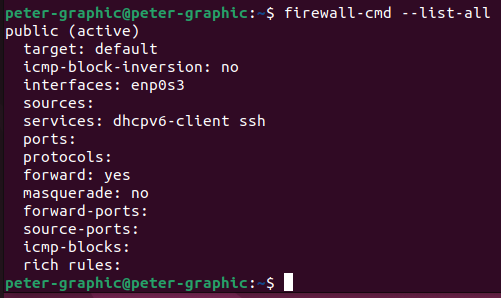 peter-graphic@peter-graphic:~$ firewall-cmd --list-all
public (active)
  target: default
  icmp-block-inversion: no
  interfaces: enp0s3
  sources:
  services: dhcpv6-client ssh
  ports:
  protocols:
  forward: yes
  masquerade: no
  forward-ports:
  source-ports:
  icmp-blocks:
  rich rules:
peter-graphic@peter-graphic:~$